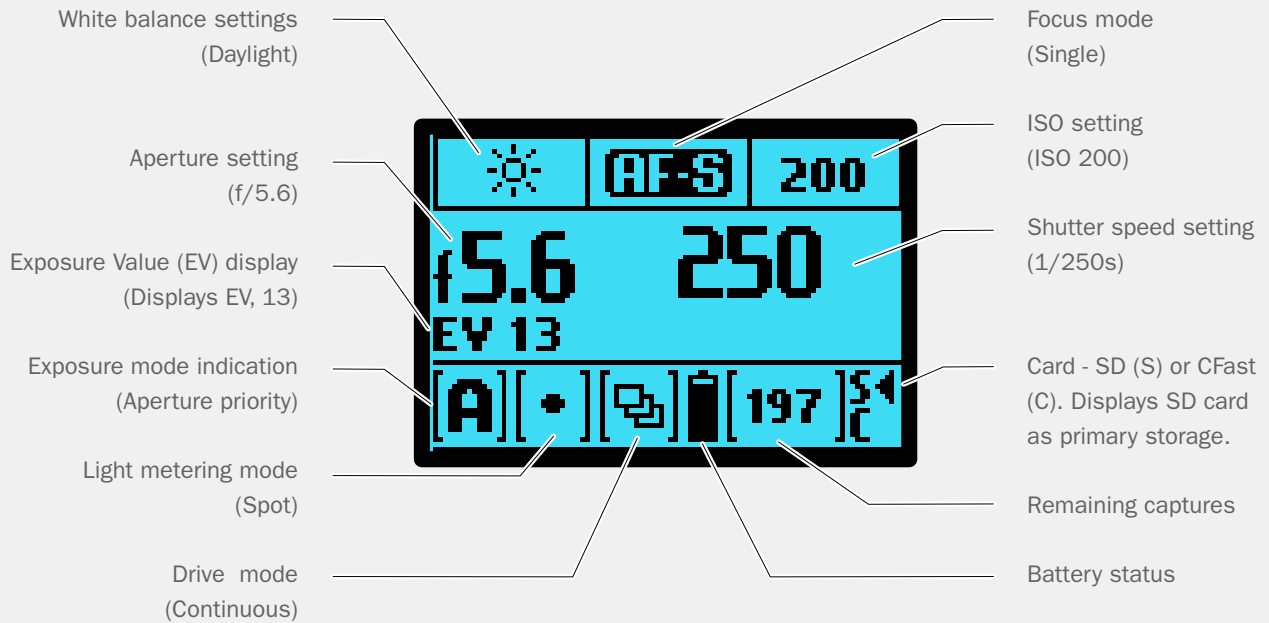 White balance settings
(Daylight)
Aperture setting
(f/5.6)
Exposure Value (EV) display
(Displays EV, 13)
Exposure mode indication
(Aperture priority)
Light metering mode
(Spot)
Drive mode
(Continuous)
AF-S
200
f5.6
250
EV 13
[A]
[ ]
[ ]
[197]
S
C
Focus mode
(Single)
ISO setting
(ISO 200)
Shutter speed setting
(1/250s)
Card - SD (S) or CFast
(C). Displays SD card
as primary storage.
Remaining captures
Battery status